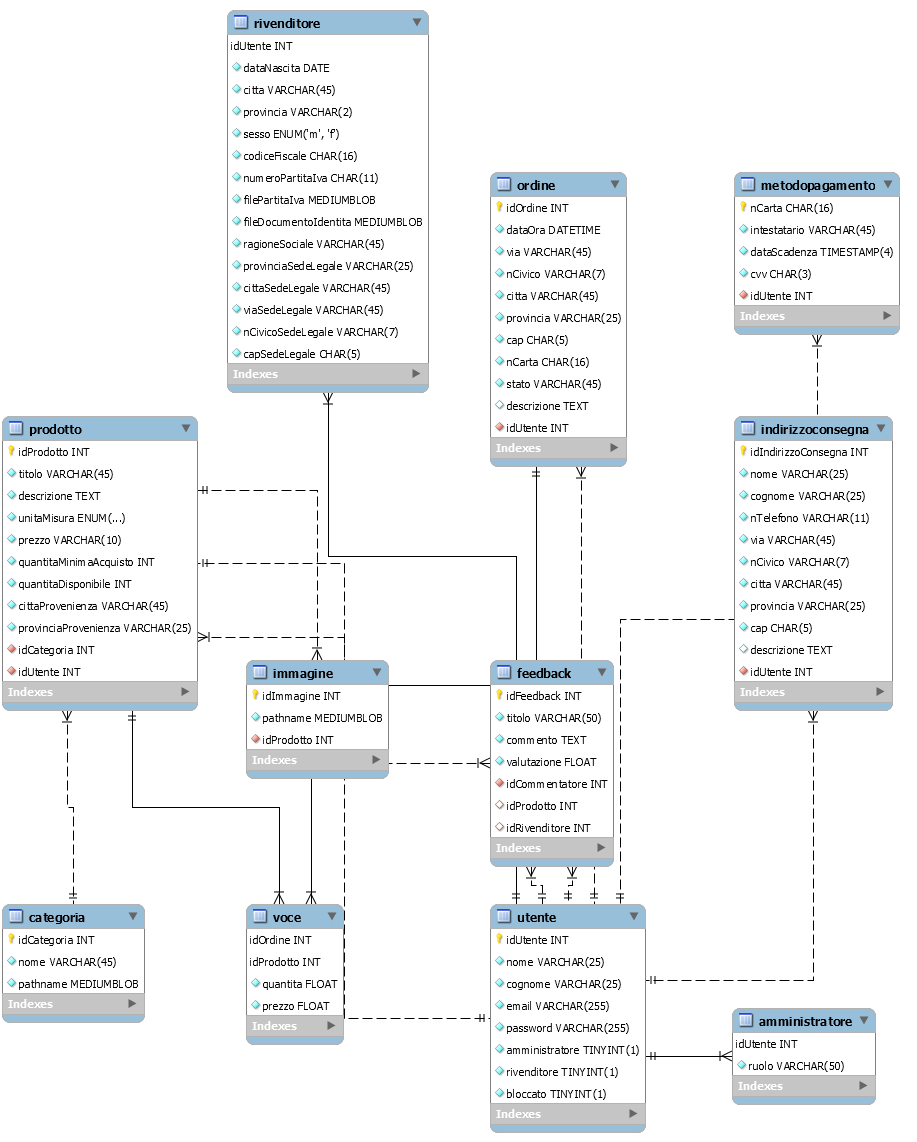 rivenditore
idUtente INT
dataNascita DATE
citta VARCHAR(45)
provincia VARCHAR(2)
sesso ENUM('m', 'f')
codiceFiscale CHAR(16)
numeroPartitaIva CHAR(11)
filePartitaIva MEDIUMBLOB
fileDocumentoIdentita MEDIUMBLOB
ragioneSociale VARCHAR(45)
provinciaSedeLegale VARCHAR(25)
cittaSedeLegale VARCHAR(45)
viaSedeLegale VARCHAR(45)
nCivicoSedeLegale VARCHAR(7)
capSedeLegale CHAR(5)
Indexes
ordine
idOrdine INT
dataOra DATETIME
via VARCHAR(45)
nCivico VARCHAR(7)
citta VARCHAR(45)
provincia VARCHAR(25)
cap CHAR(5)
nCarta CHAR(16)
stato VARCHAR(45)
descrizione TEXT
idUtente INT
Indexes
metodopagamento
nCarta CHAR(16)
intestatario VARCHAR(45)
dataScadenza TIMESTAMP(4)
cvv CHAR(3)
idUtente INT
Indexes
prodotto
idProdotto INT
titolo VARCHAR(45)
descrizione TEXT
unitaMisura ENUM(...)
prezzo VARCHAR(10)
quantitaMinimaAcquisto INT
quantitaDisponibile INT
cittaProvenienza VARCHAR(45)
provinciaProvenienza VARCHAR(25)
idCategoria INT
idUtente INT
Indexes
indirizzoconsegna
idIndirizzoConsegna INT
nome VARCHAR(25)
cognome VARCHAR(25)
nTelefono VARCHAR(11)
via VARCHAR(45)
nCivico VARCHAR(7)
citta VARCHAR(45)
provincia VARCHAR(25)
cap CHAR(5)
descrizione TEXT
idUtente INT
Indexes
immagine
idImmagine INT
pathname MEDIUMBLOB
idProdotto INT
Indexes
feedback
idFeedback INT
titolo VARCHAR(50)
commento TEXT
valutazione FLOAT
idCommentatore INT
idProdotto INT
idRivenditore INT
Indexes
categoria
idCategoria INT
nome VARCHAR(45)
pathname MEDIUMBLOB
Indexes
voce
idOrdine INT
idProdotto INT
quantita FLOAT
prezzo FLOAT
Indexes
utente
idUtente INT
nome VARCHAR(25)
cognome VARCHAR(25)
email VARCHAR(255)
password VARCHAR(255)
amministratore TINYINT(1)
rivenditore TINYINT(1)
bloccato TINYINT(1)
Indexes
amministratore
idUtente INT
ruolo VARCHAR(50)
Indexes